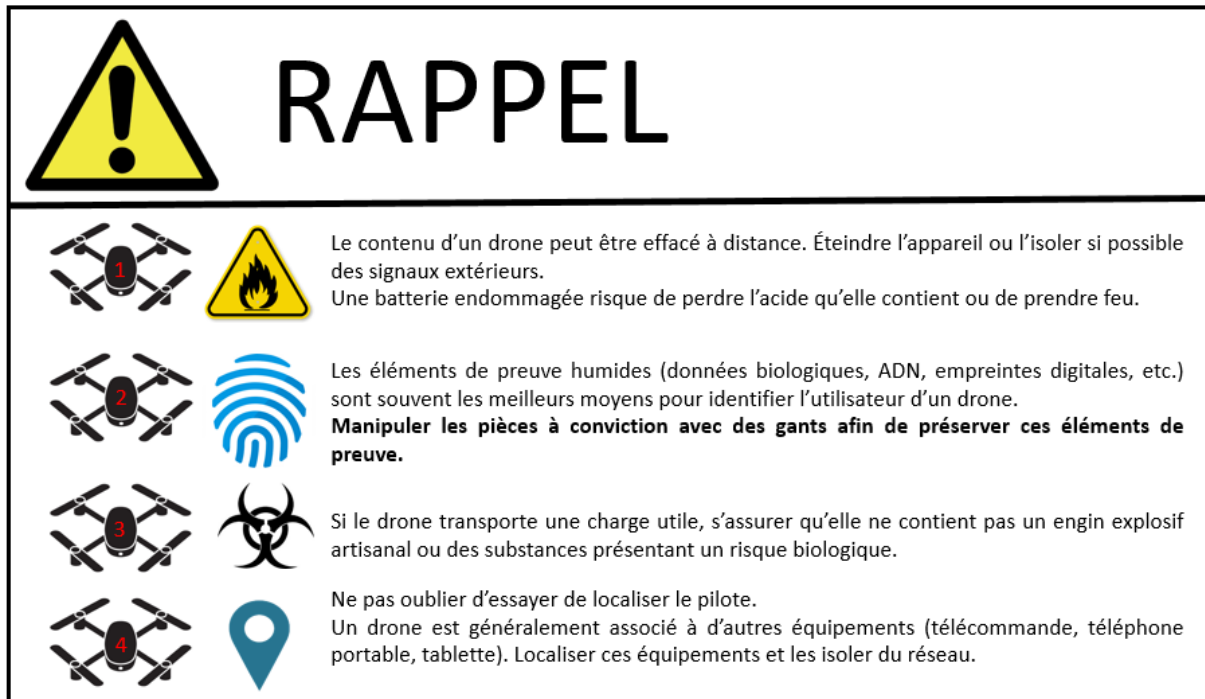 RAPPEL
1
Le contenu d’un drone peut être effacé à distance. Éteindre l’appareil ou l’isoler si possible
des signaux extérieurs.
Une batterie endommagée risque de perdre l’acide qu’elle contient ou de prendre feu.
2
Les éléments de preuve humides (données biologiques, ADN, empreintes digitales, etc.)
sont souvent les meilleurs moyens pour identifier l’utilisateur d’un drone.
Manipuler les pièces à conviction avec des gants afin de préserver ces éléments de
preuve.
3
Si le drone transporte une charge utile, s’assurer qu’elle ne contient pas un engin explosif
artisanal ou des substances présentant un risque biologique.
4
Ne pas oublier d’essayer de localiser le pilote.
Un drone est généralement associé à d’autres équipements (télécommande, téléphone
portable, tablette). Localiser ces équipements et les isoler du réseau.